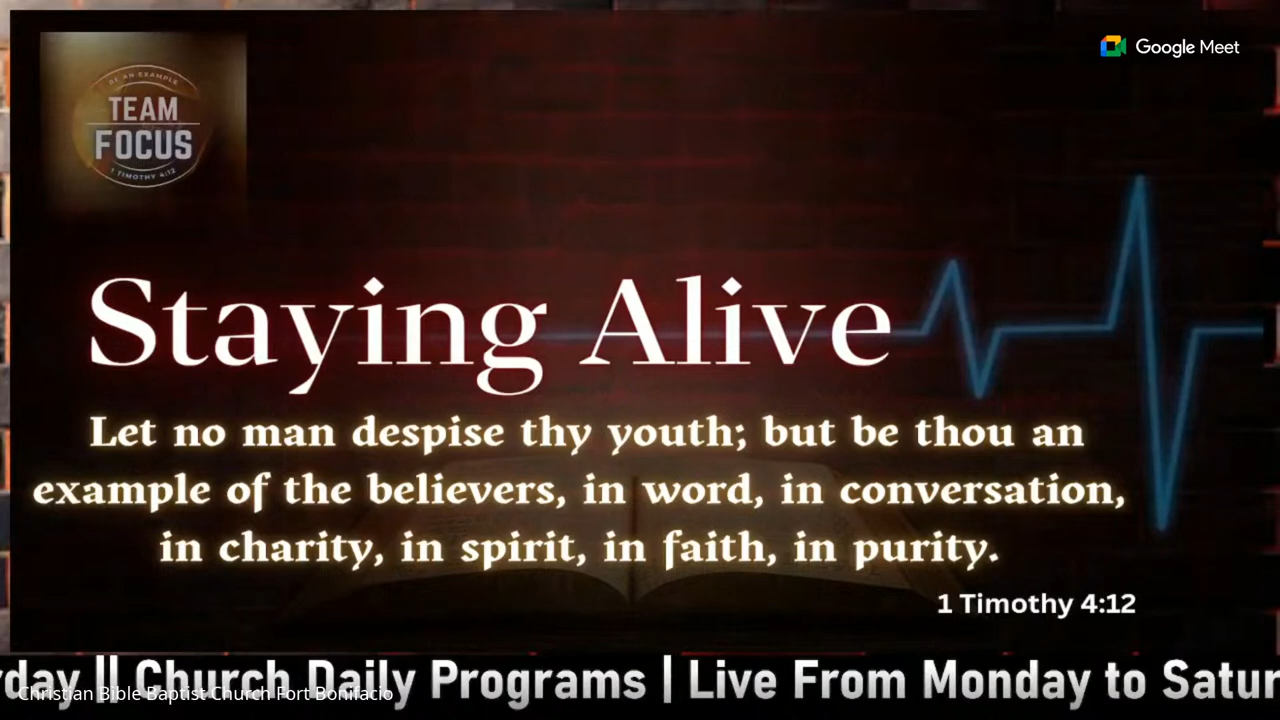 BE AN EXAMPLE
TEAM
FOCUS
1 TIMOTHY 4:12
Google Meet
Staying Alive
Let no man despise thy youth; but be thou an
example of the believers, in word, in conversation,
in charity, in spirit, in faith, in purity.
1 Timothy 4:12
rday || Church Daily Programs | Live From Monday to Satur
Christian Bible Baptist Church Fort Bonifacio